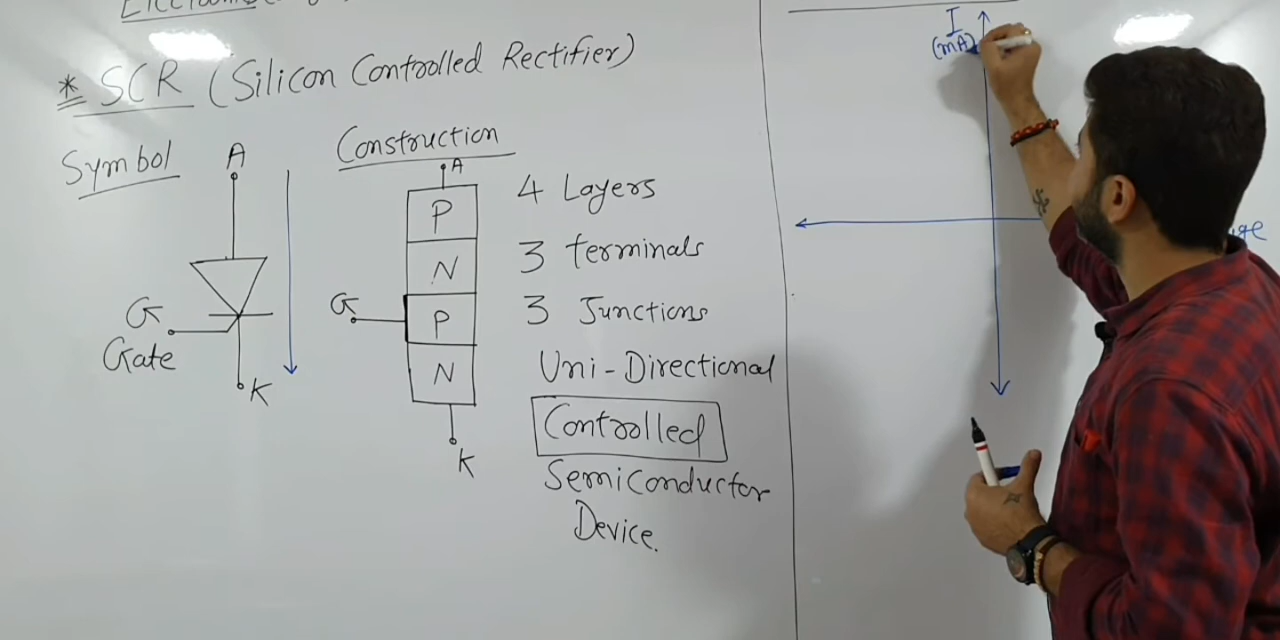 * SCR (Silicon Controlled Rectifier)
Symbol
A
G
Gate
K
Construction
A
P
N
G
P
N
K
4 Layers
3 terminals
3 Junctions
Uni-Directional
Controlled
Semiconductor
Device.
I
(mA)